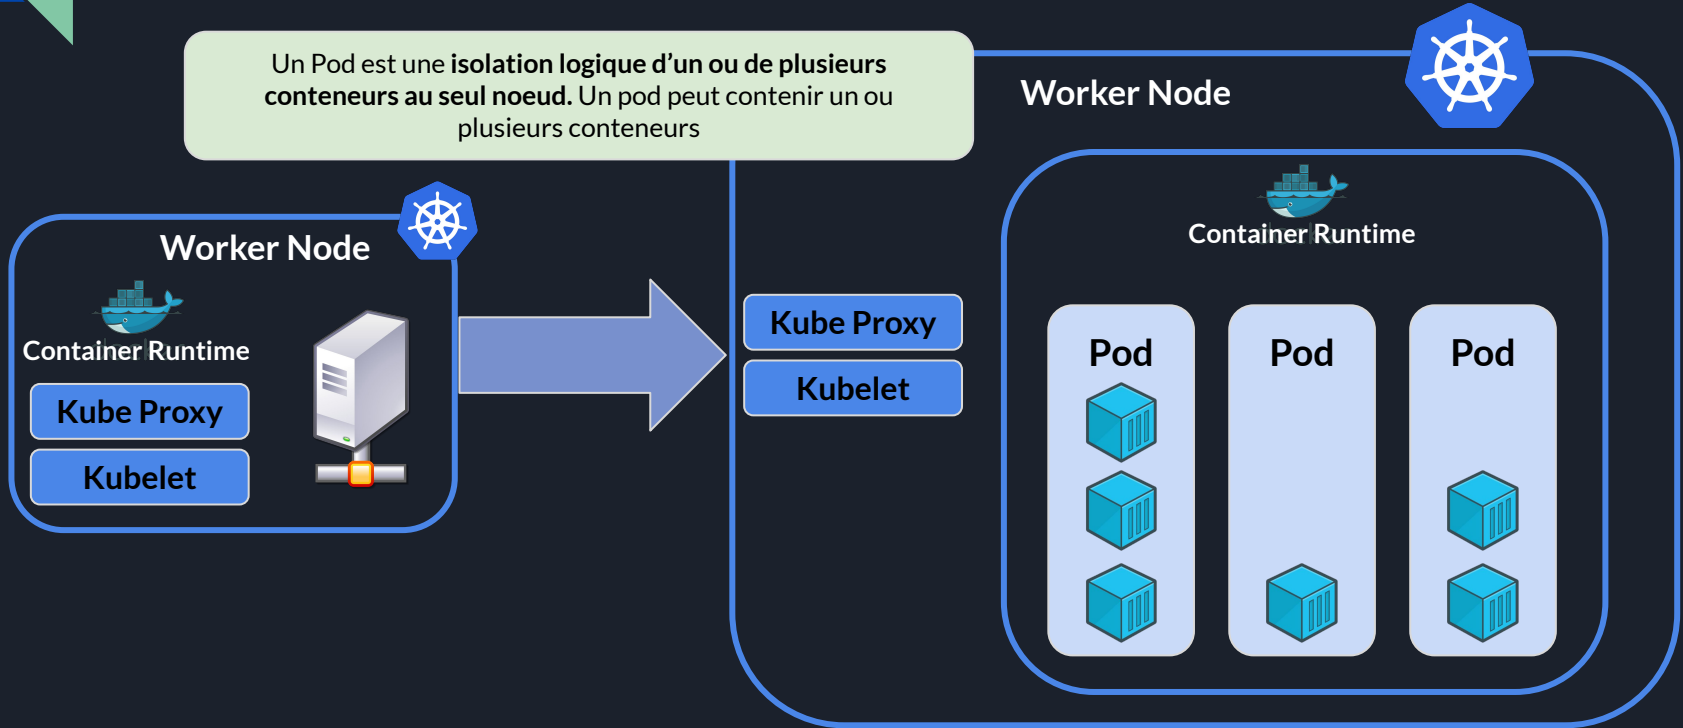 Un Pod est une isolation logique d’un ou de plusieurs
conteneurs au seul noeud. Un pod peut contenir un ou
plusieurs conteneurs
Worker Node
Container Runtime
Kube Proxy
Kubelet
Worker Node
Kube Proxy
Kubelet
Container Runtime
Pod
Pod
Pod